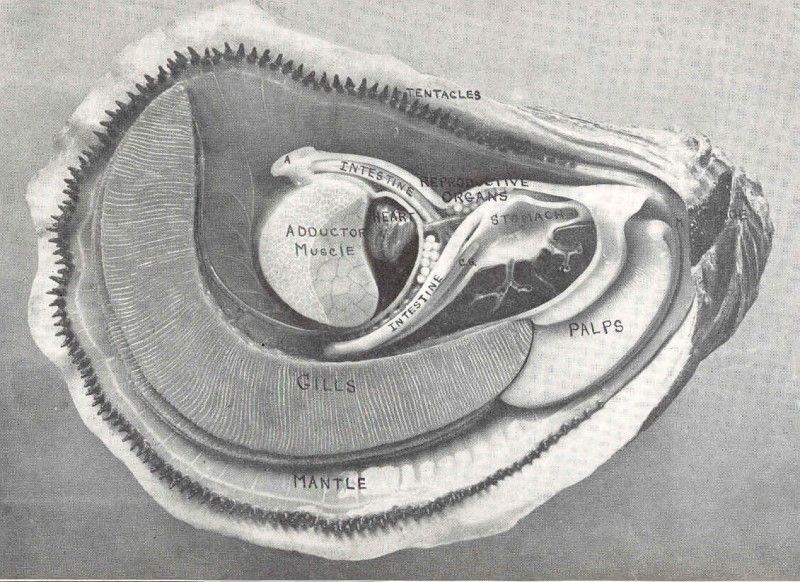 TENTACLES
A
INTESTINE
REPRODUCTIVE
ORGANS
HEART
STOMACH
M
ADDUCTOR
MUSCLE
C.S.
INTESTINE
PALPS
GILLS
MANTLE